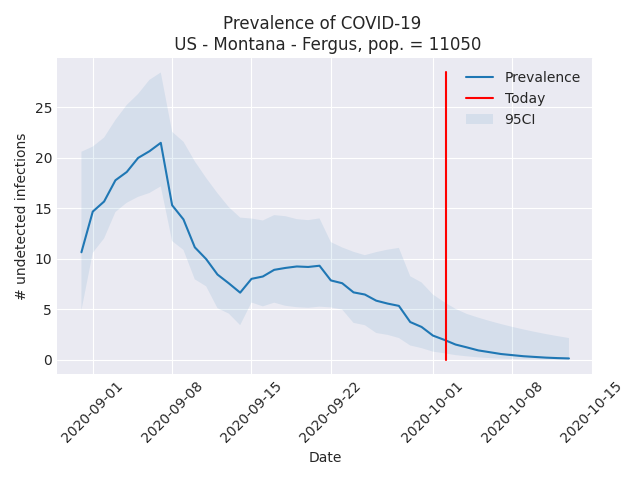 Prevalence of COVID-19
US - Montana - Fergus, pop. = 11050
Prevalence
Today
95CI
# undetected infections
25
20
15
10
5
0
2020-09-01
2020-09-08
2020-09-15
2020-09-22
2020-10-01
2020-10-08
2020-10-15
Date